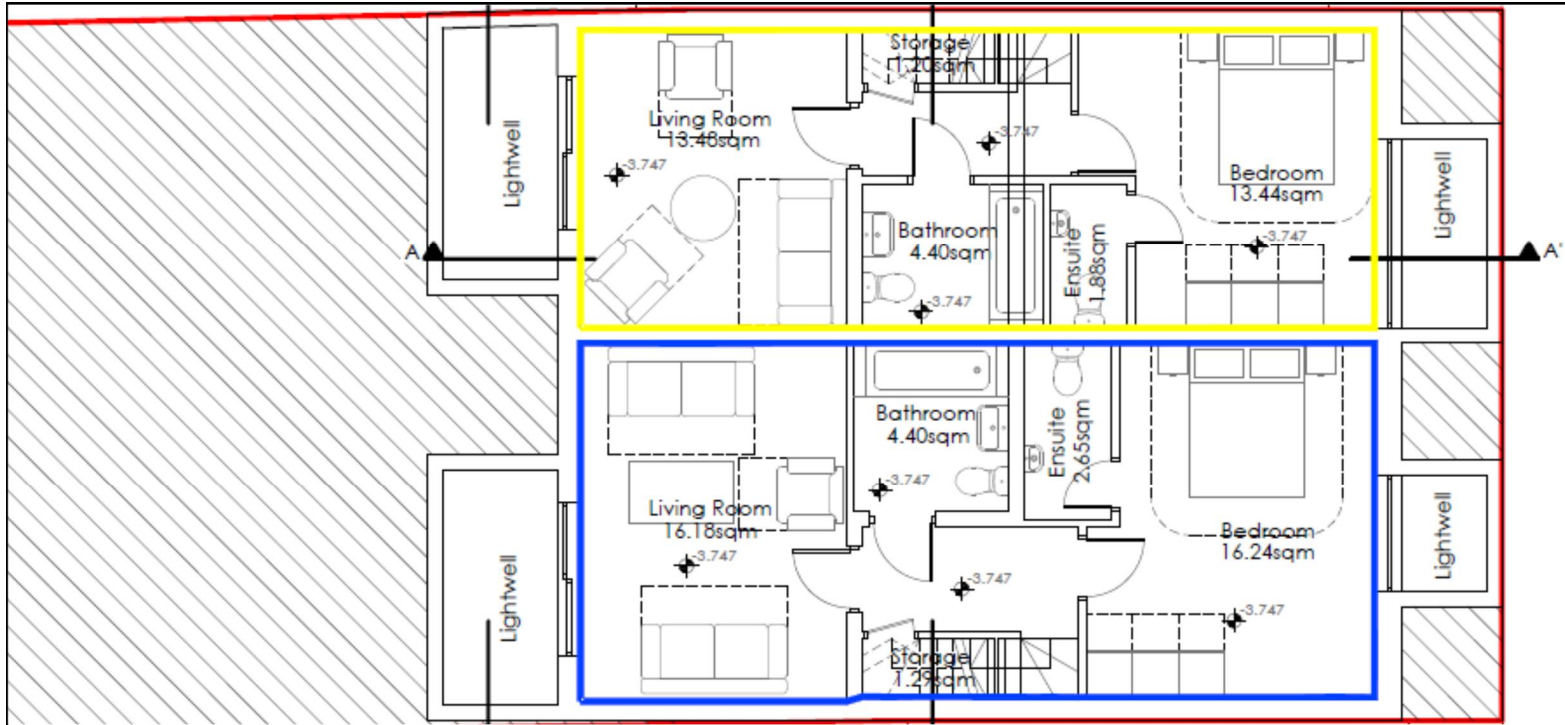 Storage
1.20sqm
Living Room
13.48sqm
-3.747
-3.747
Lightwell
Bedroom
13.44sqm
Lightwell
Bathroom
4.40sqm
Ensuite
1.88sqm
-3.747
A
A'
-3.747
Bathroom
4.40sqm
Ensuite
2.65sqm
-3.747
Living Room
16.18sqm
Bedroom
16.24sqm
Lightwell
-3.747
-3.747
Lightwell
-3.747
Storage
1.29sqm